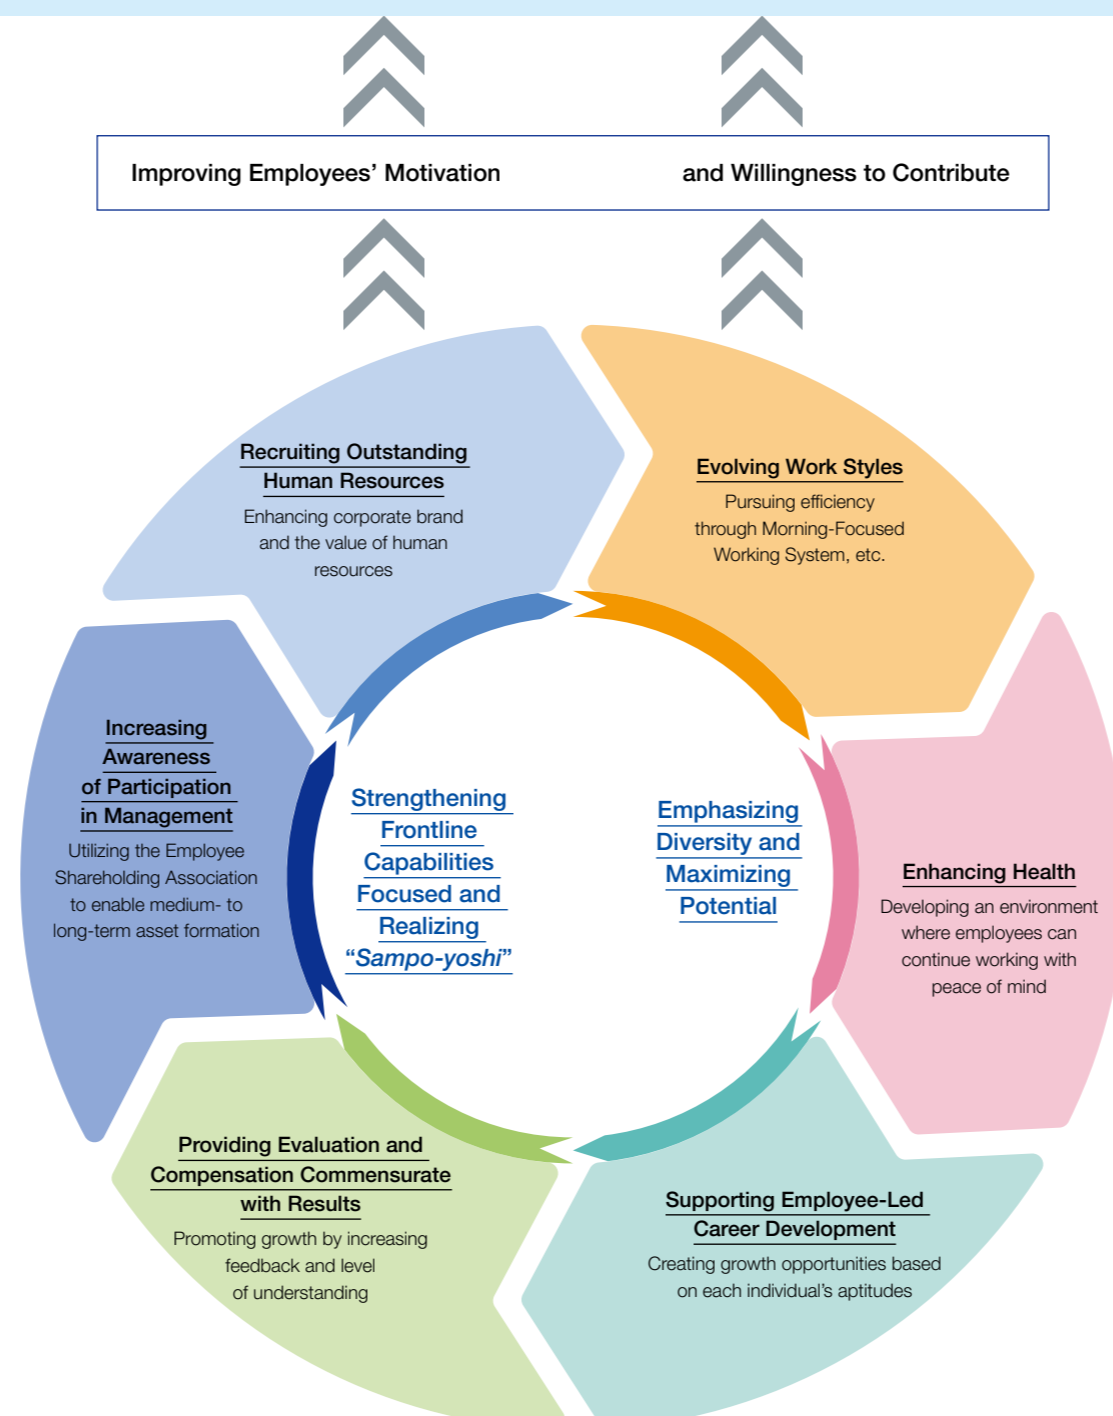 Improving Employees’ Motivation and Willingness to Contribute
Recruiting Outstanding
Human Resources
Enhancing corporate brand
and the value of human
resources
Evolving Work Styles
Pursuing efficiency
through Morning-Focused
Working System, etc.
Increasing
Awareness
of Participation
in Management
Utilizing the Employee
Shareholding Association
to enable medium- to
long-term asset formation
Strengthening
Frontline
Capabilities
Focused and
Realizing
“Sampo-yoshi”
Emphasizing
Diversity and
Maximizing
Potential
Enhancing Health
Developing an environment
where employees can
continue working with
peace of mind
Providing Evaluation and
Compensation Commensurate
with Results
Promoting growth by increasing
feedback and level
of understanding
Supporting Employee-Led
Career Development
Creating growth opportunities based
on each individual’s aptitudes